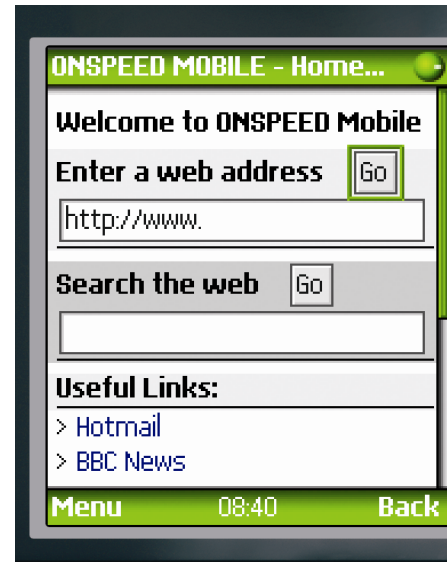 ONSPEED MOBILE - Home...
Welcome to ONSPEED Mobile
Enter a web address Go
http://www.
Search the web Go
Useful Links:
> Hotmail
> BBC News
Menu 08:40 Back